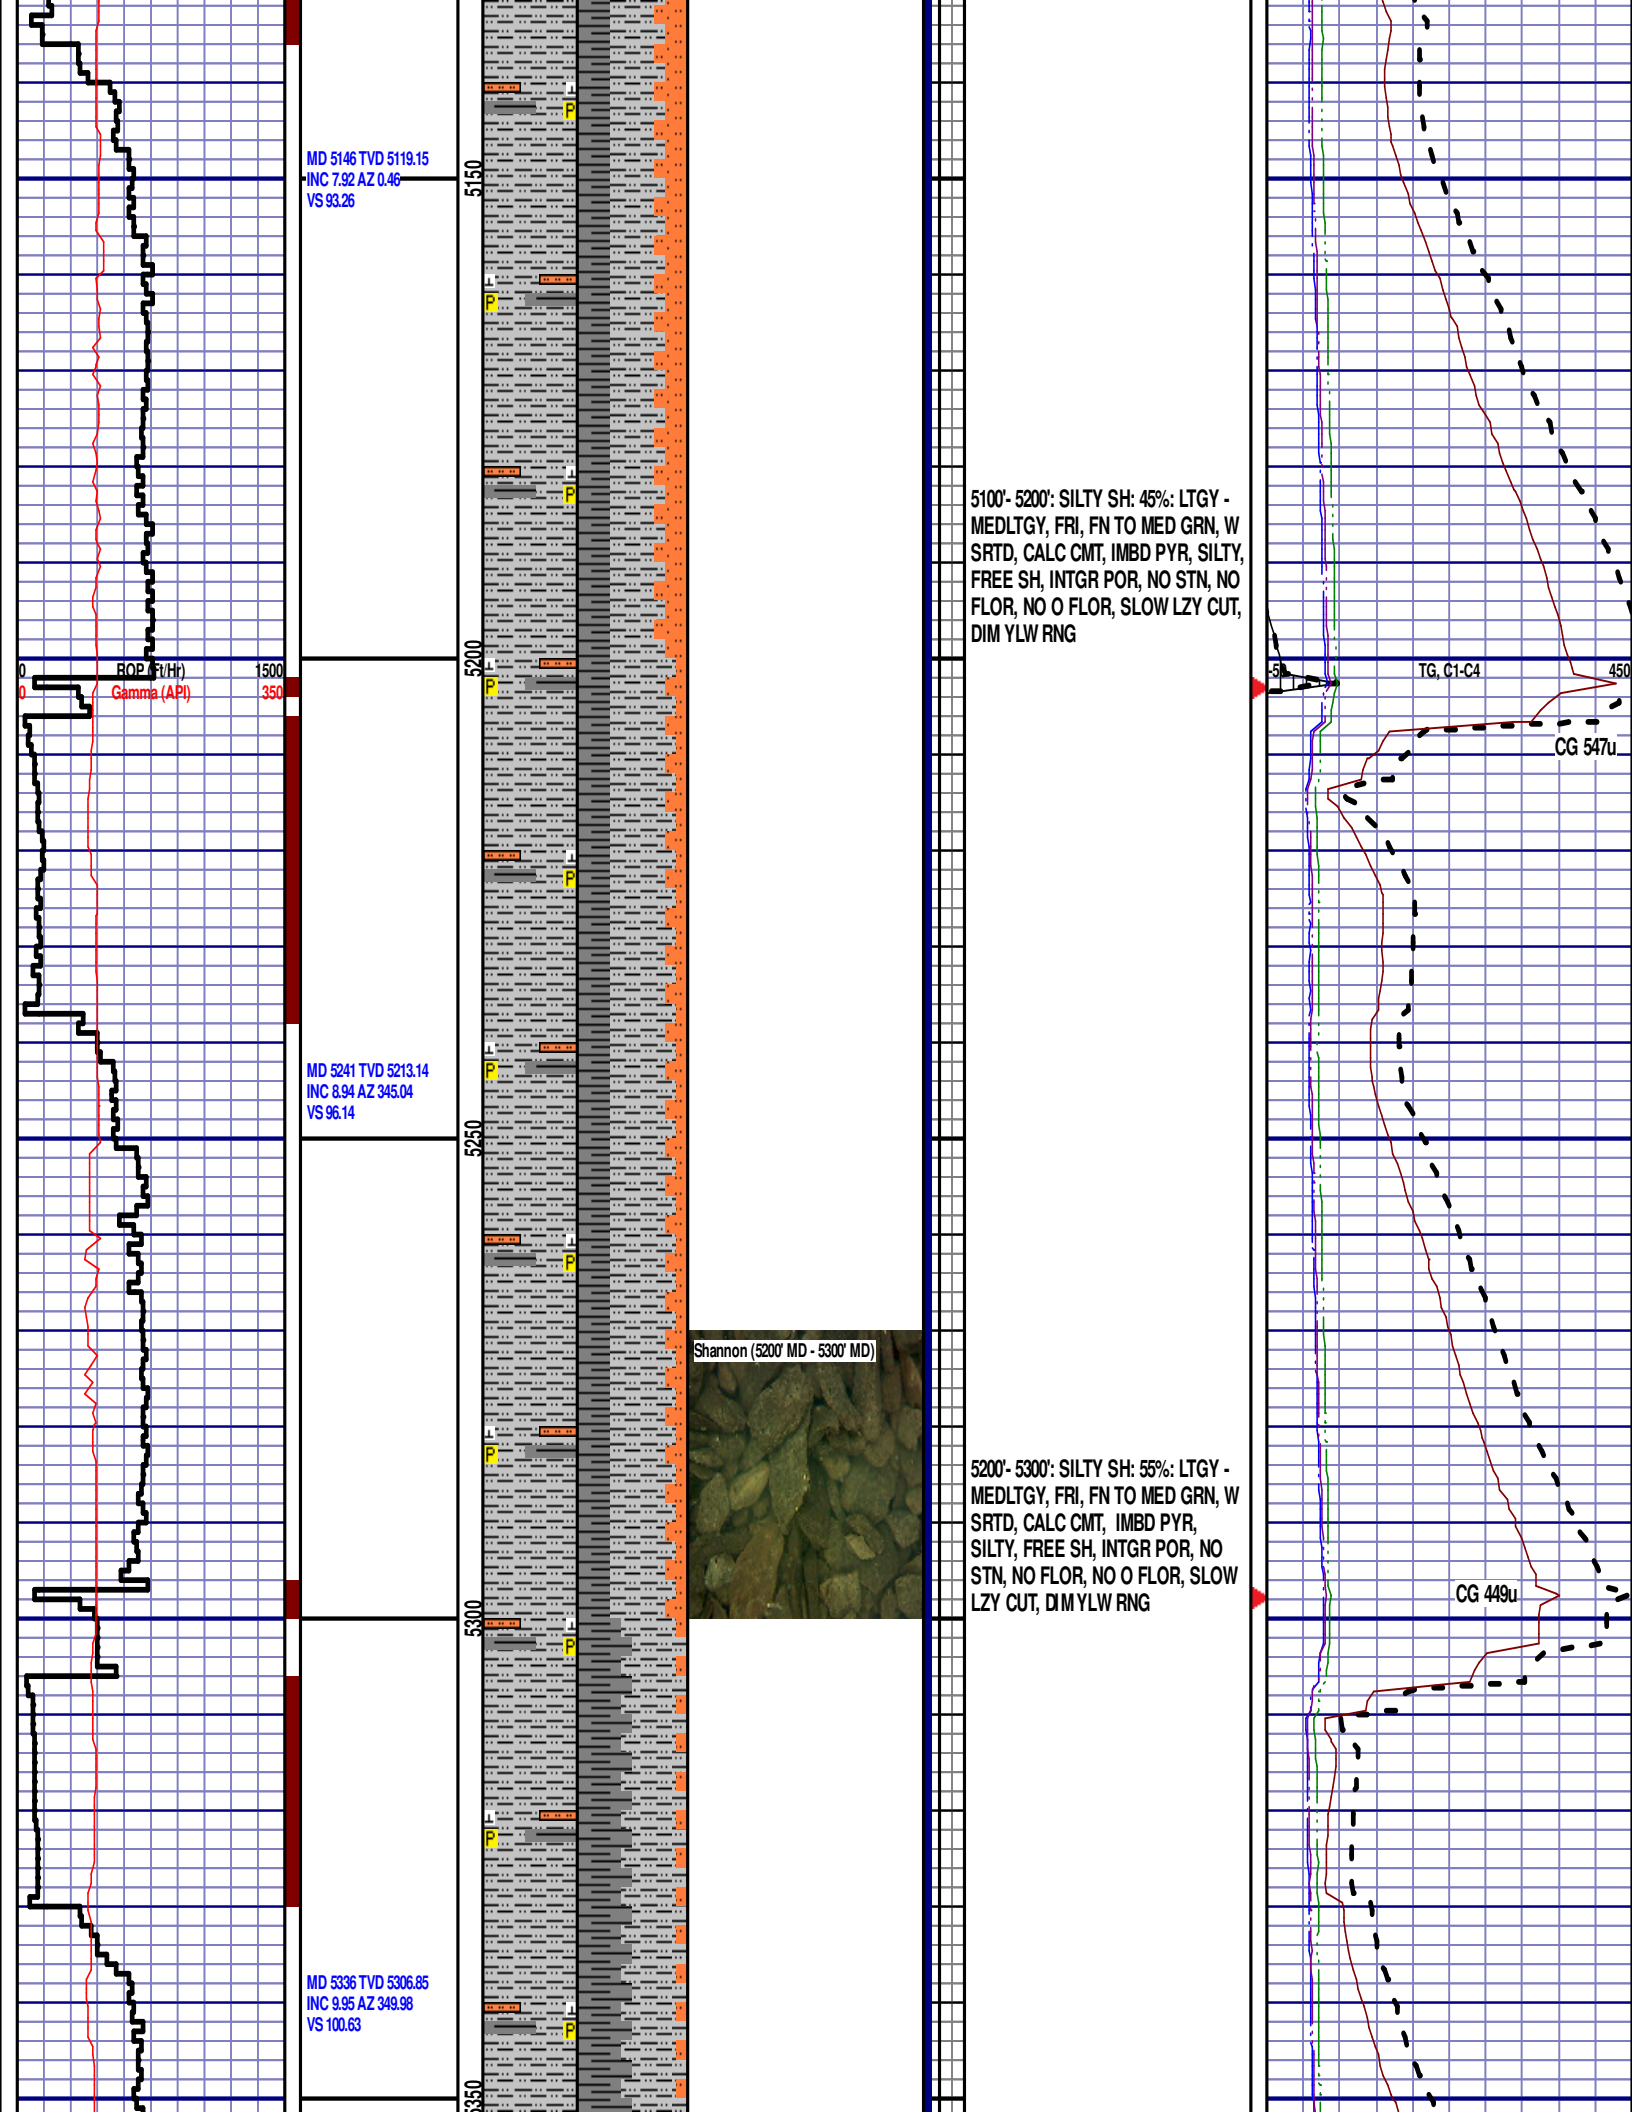 MD 5146 TVD 5119.15
INC 7.92 AZ 0.46
VS 93.26
5150
P
P
P
5100'- 5200': SILTY SH: 45%: LTGY -
MEDLTGY, FRI, FN TO MED GRN, W
SRTD, CALC CMT, IMBD PYR, SILTY,
FREE SH, INTGR POR, NO STN, NO
FLOR, NO O FLOR, SLOW LZY CUT,
DIM YLW RNG
5200
0 ROP (Ft/Hr) 1500
0 Gamma (API) 350
-50 TG, C1-C4 450
P
CG 547u
P
MD 5241 TVD 5213.14
INC 8.94 AZ 345.04
VS 96.14
P
5250
P
Shannon (5200' MD - 5300' MD)
P
5200'- 5300': SILTY SH: 55%: LTGY -
MEDLTGY, FRI, FN TO MED GRN, W
SRTD, CALC CMT, IMBD PYR,
SILTY, FREE SH, INTGR POR, NO
STN, NO FLOR, NO O FLOR, SLOW
LZY CUT, DIM YLW RNG
CG 449u
5300
P
P
MD 5336 TVD 5306.85
INC 9.95 AZ 349.98
VS 100.63
P
5350